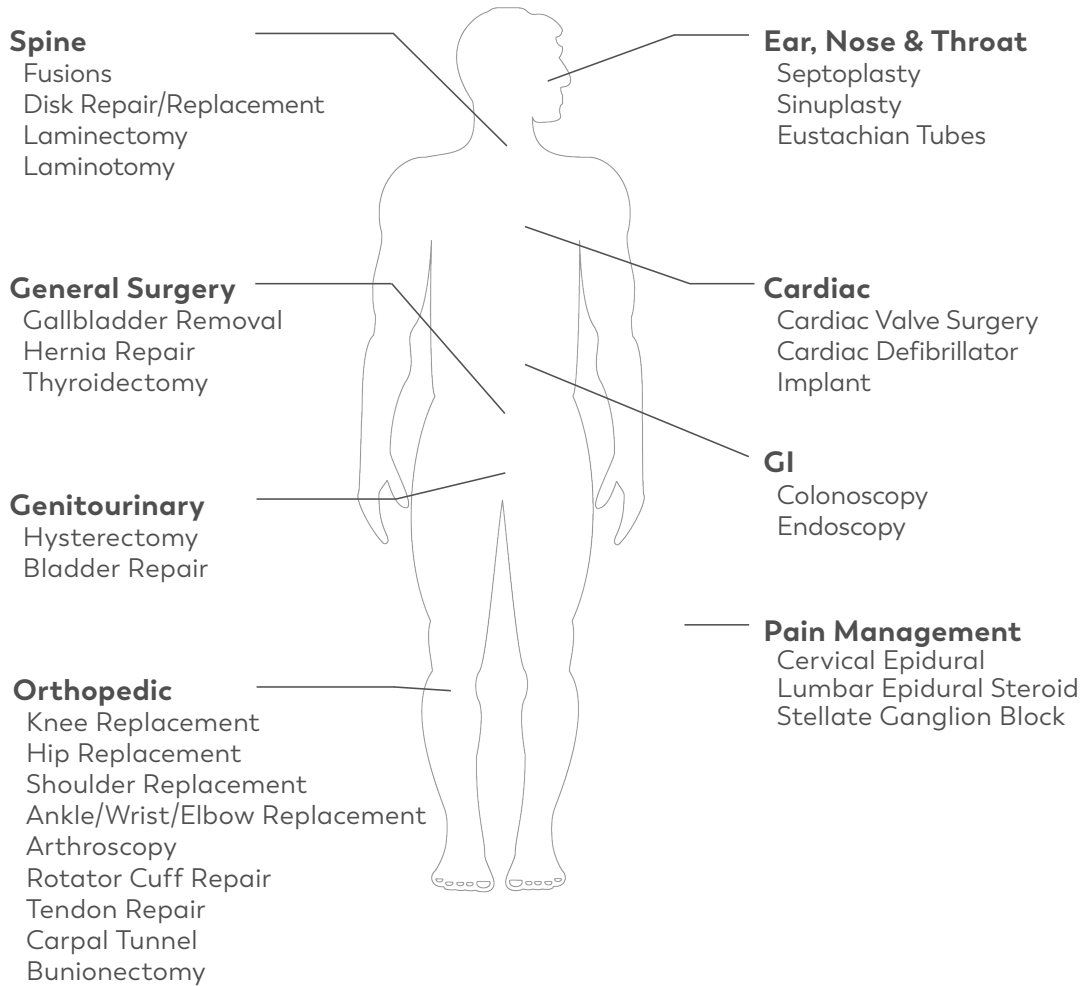 Spine
Fusions
Disk Repair/Replacement
Laminectomy
Laminotomy
General Surgery
Gallbladder Removal
Hernia Repair
Thyroidectomy
Genitourinary
Hysterectomy
Bladder Repair
Orthopedic
Knee Replacement
Hip Replacement
Shoulder Replacement
Ankle/Wrist/Elbow Replacement
Arthroscopy
Rotator Cuff Repair
Tendon Repair
Carpal Tunnel
Bunionectomy
Ear, Nose & Throat
Septoplasty
Sinuplasty
Eustachian Tubes
Cardiac
Cardiac Valve Surgery
Cardiac Defibrillator
Implant
GI
Colonoscopy
Endoscopy
Pain Management
Cervical Epidural
Lumbar Epidural Steroid
Stellate Ganglion Block